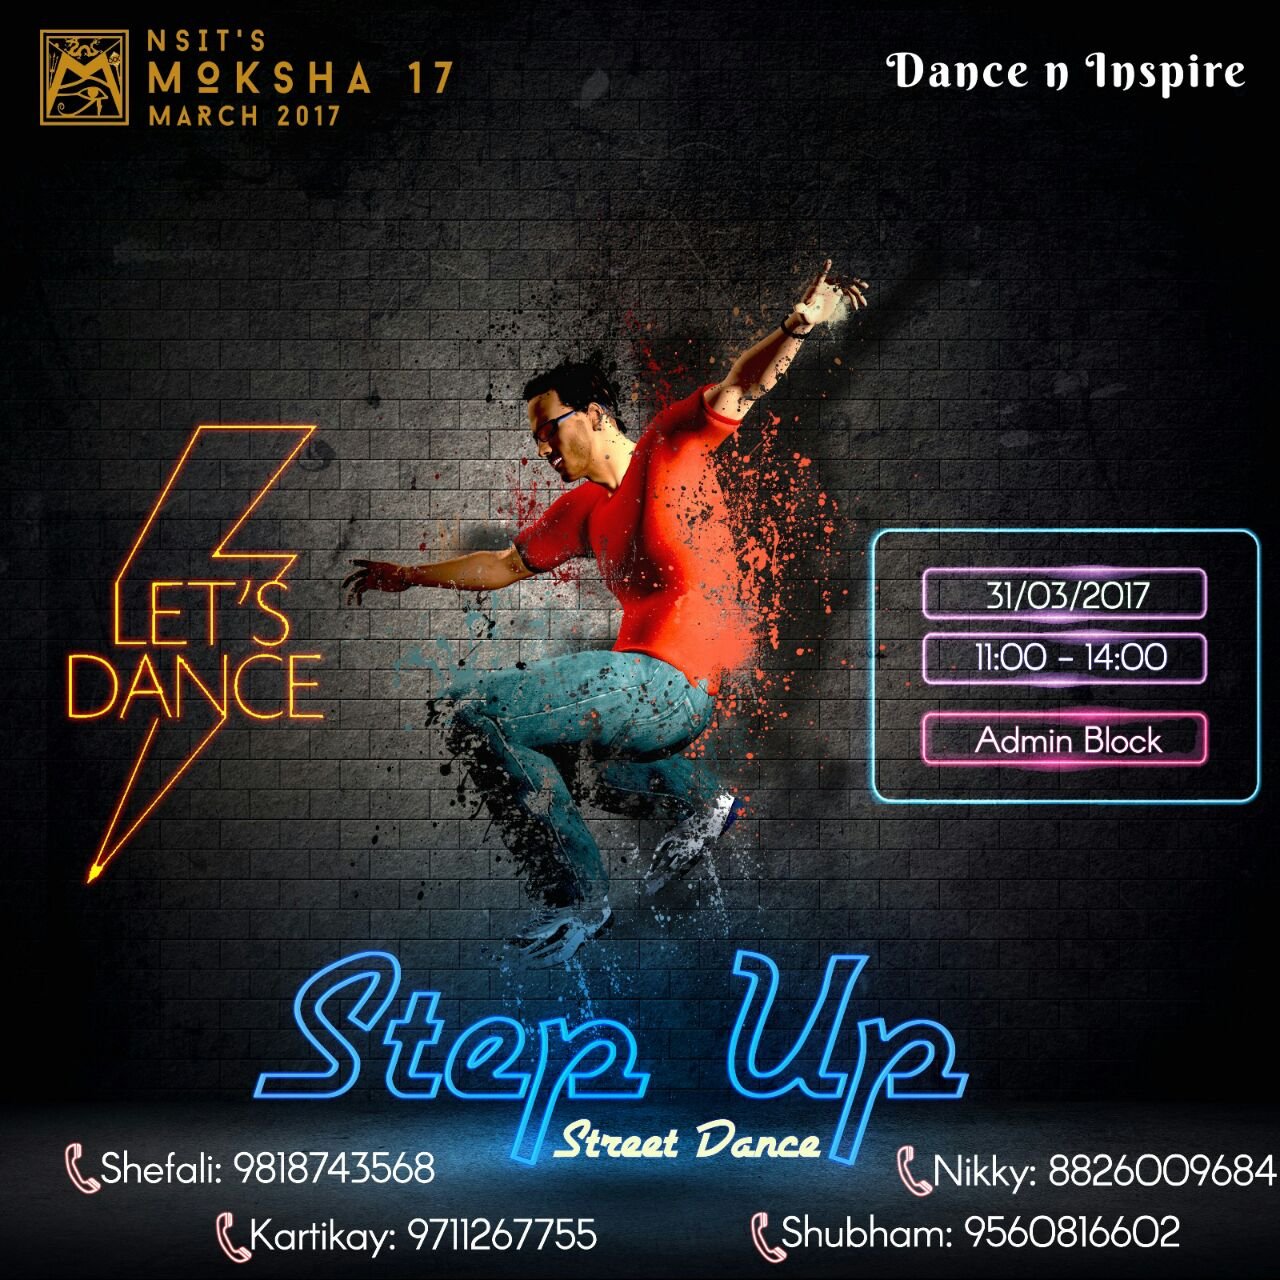 NSIT'S
MOKSHA 17
MARCH 2017
Dance n Inspire
LET'S
DANCE
31/03/2017
11:00 - 14:00
Admin Block
Step Up
Street Dance
Shefali: 9818743568
Nikky: 8826009684
Kartikay: 9711267755
Shubham: 9560816602